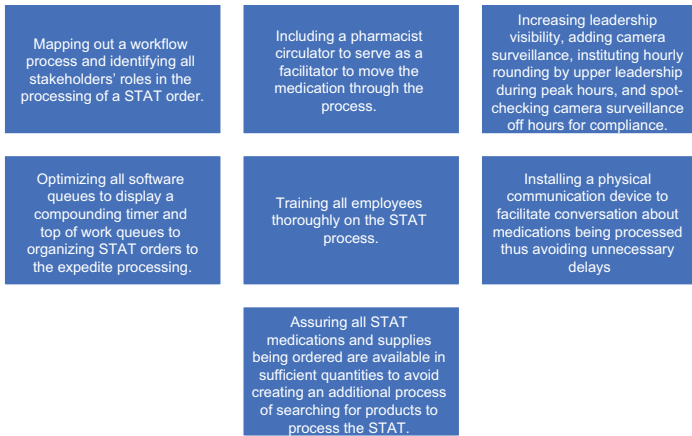 Mapping out a workflow
process and identifying all
stakeholders' roles in the
processing of a STAT order.
Including a pharmacist
circulator to serve as a
facilitator to move the
medication through the
process.
Increasing leadership
visibility, adding camera
surveillance, instituting hourly
rounding by upper leadership
during peak hours, and spot-
checking camera surveillance
off hours for compliance.
Optimizing all software
queues to display a
compounding timer and
top of work queues to
organizing STAT orders to
the expedite processing.
Training all employees
thoroughly on the STAT
process.
Installing a physical
communication device to
facilitate conversation about
medications being processed
thus avoiding unnecessary
delays
Assuring all STAT
medications and supplies
being ordered are available in
sufficient quantities to avoid
creating an additional process
of searching for products to
process the STAT.